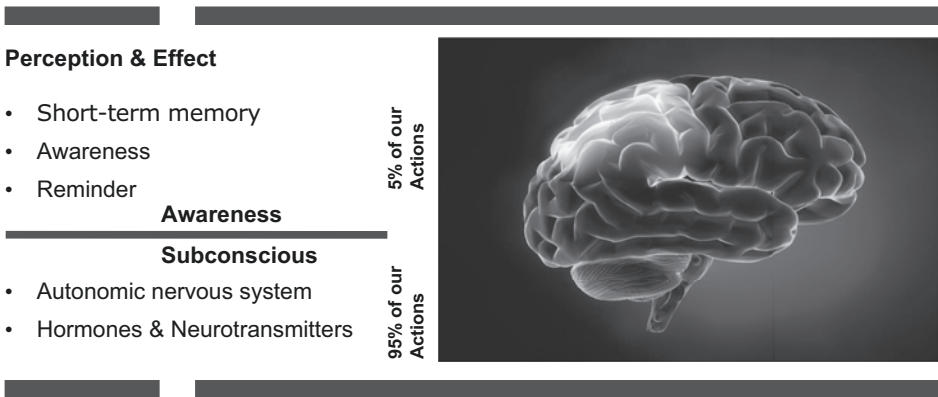 Perception & Effect
• Short-term memory
• Awareness
• Reminder
Awareness
5% of our
Actions
Subconscious
• Autonomic nervous system
• Hormones & Neurotransmitters
95% of our
Actions